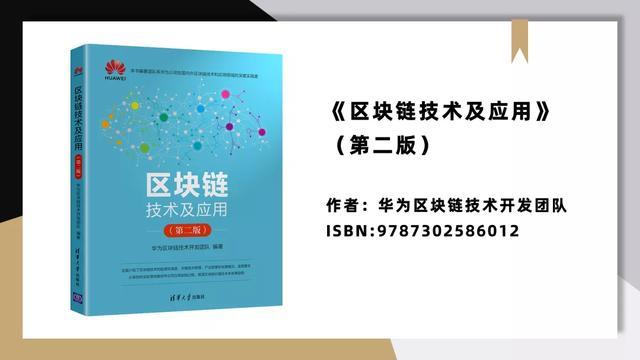 HUAWEI
区块链技术及应用
(第二版)
华为区块链技术开发团队 编著
区块链
技术及应用
(第二版)
华为区块链技术开发团队 编著
清华大学出版社
《区块链技术及应用》
（第二版）
作者：华为区块链技术开发团队
ISBN:9787302586012